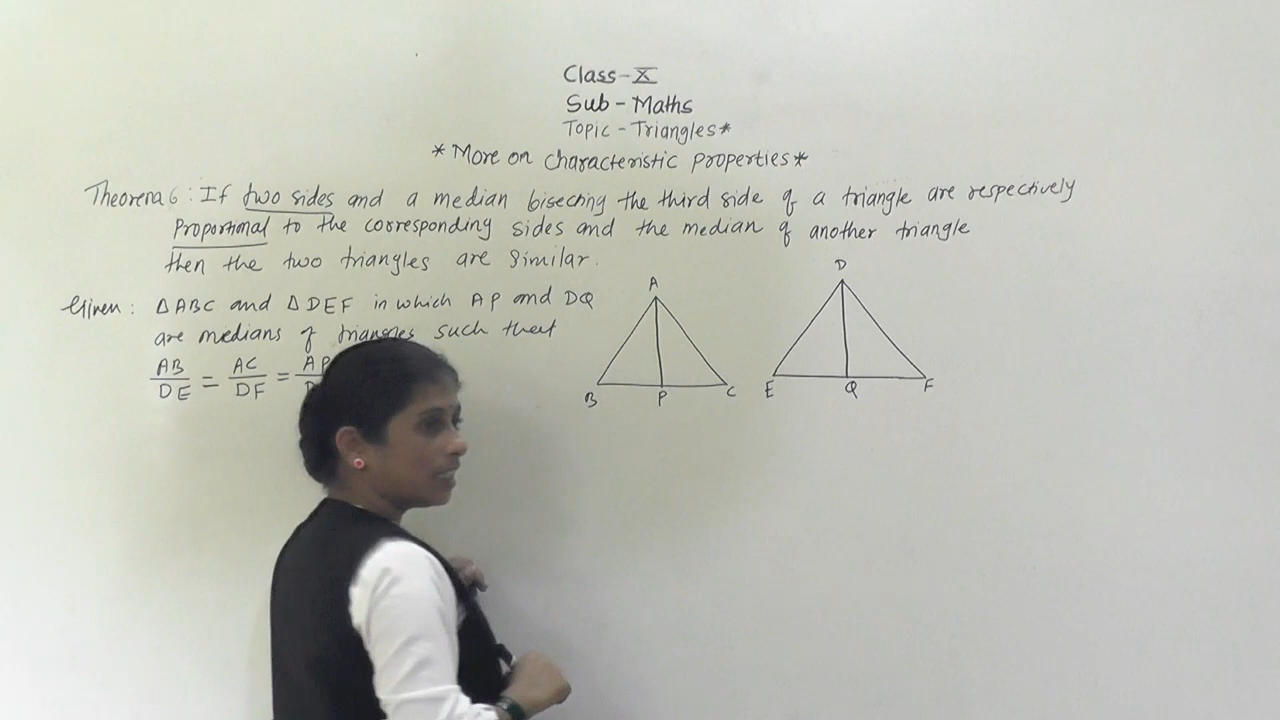 Class-X
Sub-Maths
Topic-Triangles*
*More on characteristic properties*
Theorem 6: If two sides and a median bisecting the third side of a triangle are respectively
proportional to the corresponding sides and the median of another triangle
then the two triangles are similar.
Given: ΔABC and ΔDEF in which AP and DQ
are medians of triangles such that
AB/DE = AC/DF = AP
A
B P C
D
E Q F